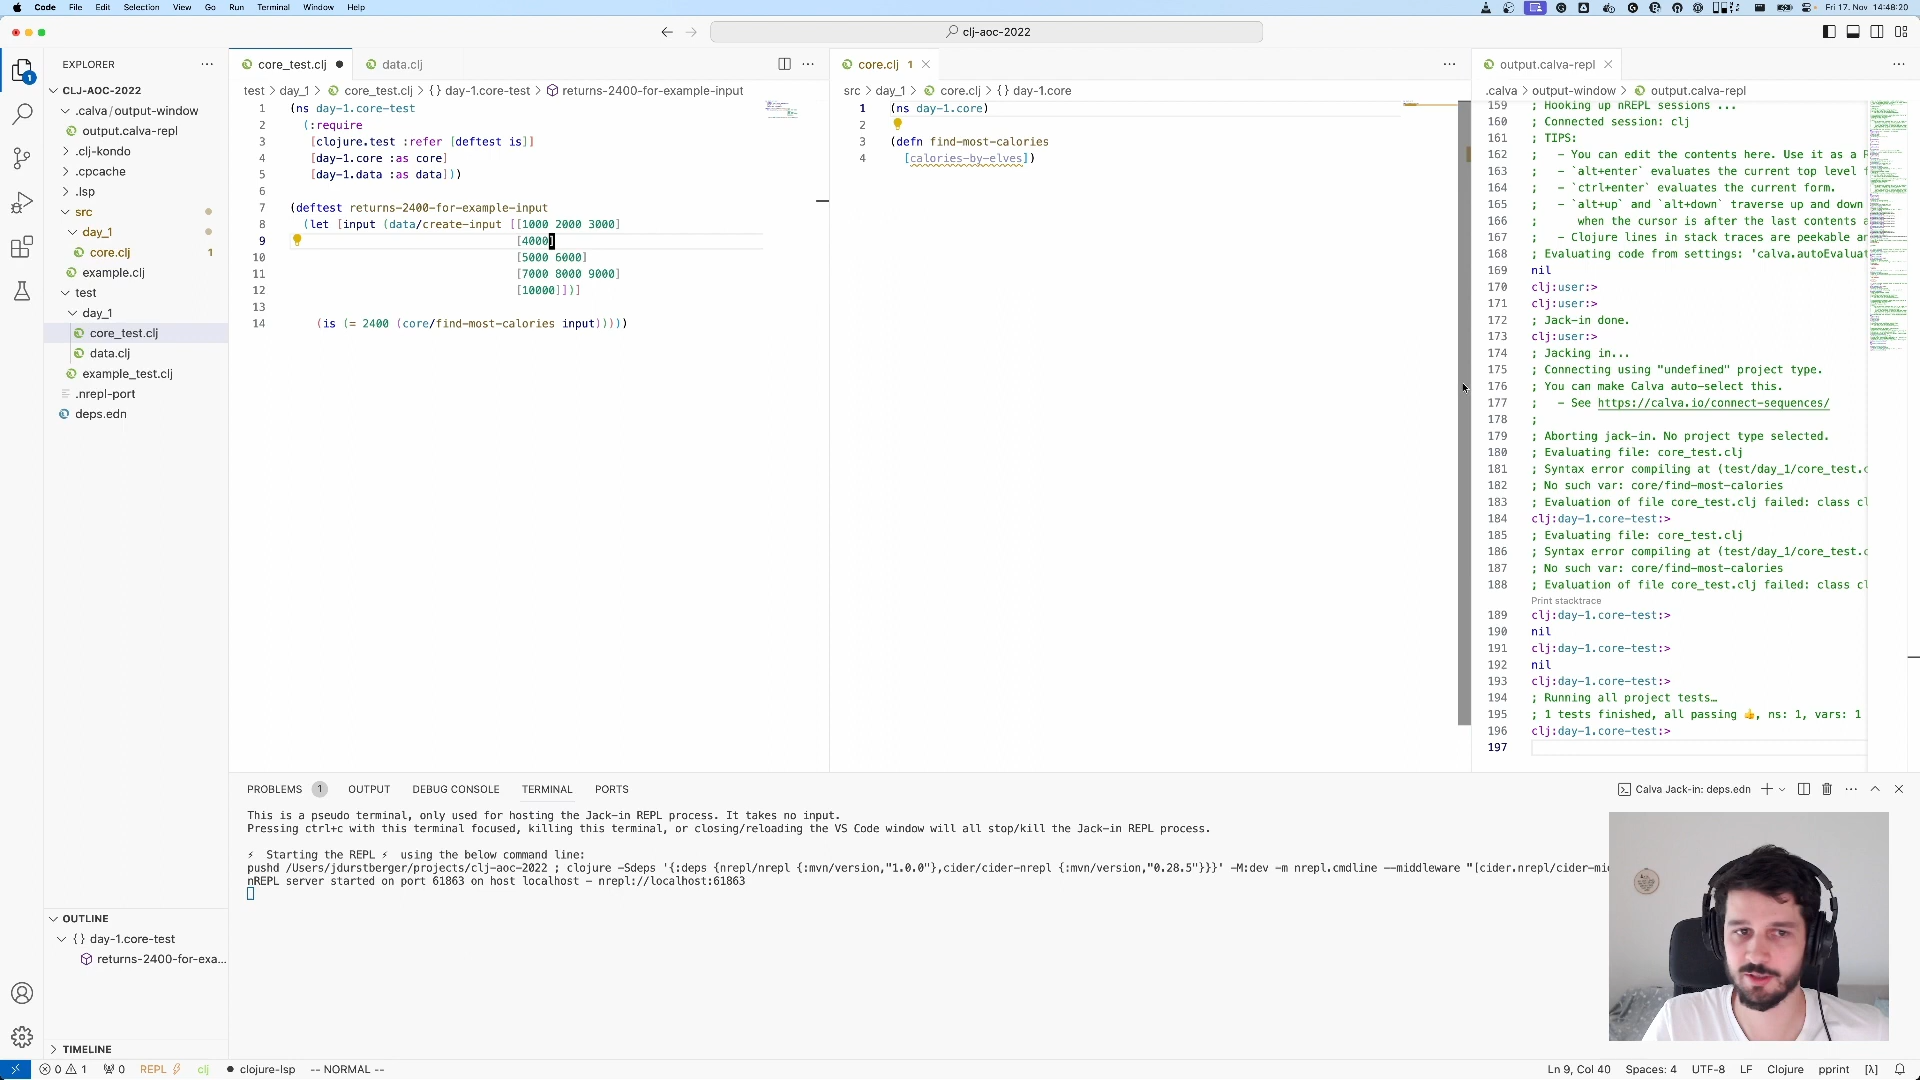 Code File Edit Selection View Go Run Terminal Window Help
Fri 17. Nov 14:48:20
clj-aoc-2022
EXPLORER
CLJ-AOC-2022
.calva / output-window
output.calva-repl
.clj-kondo
.cpcache
.lsp
src
day_1
core.clj 1
example.clj
test
day_1
core_test.clj
data.clj
example_test.clj
.nrepl-port
deps.edn
OUTLINE
{} day-1.core-test
returns-2400-for-exa...
TIMELINE
core_test.clj
data.clj
test > day_1 > core_test.clj > {} day-1.core-test > returns-2400-for-example-input
1 (ns day-1.core-test
2 (:require
3 [clojure.test :refer [deftest is]]
4 [day-1.core :as core]
5 [day-1.data :as data]))
6
7 (deftest returns-2400-for-example-input
8 (let [input (data/create-input [[1000 2000 3000]
9 [4000]
10 [5000 6000]
11 [7000 8000 9000]
12 [10000]])]
13
14 (is (= 2400 (core/find-most-calories input)))))
core.clj 1
src > day_1 > core.clj > {} day-1.core
1 (ns day-1.core)
2
3 (defn find-most-calories
4 [calories-by-elves])
output.calva-repl
.calva > output-window > output.calva-repl
159 ; Hooking up nREPL sessions ...
160 ; Connected session: clj
161 ; TIPS:
162 ; - You can edit the contents here. Use it as a
163 ; - `alt+enter` evaluates the current top level
164 ; - `ctrl+enter` evaluates the current form.
165 ; - `alt+up` and `alt+down` traverse up and down
166 ; when the cursor is after the last contents
167 ; - Clojure lines in stack traces are peekable
168 ; Evaluating code from settings: 'calva.autoEvaluat
169 nil
170 clj:user:>
171 clj:user:>
172 ; Jack-in done.
173 clj:user:>
174 ; Jacking in...
175 ; Connecting using "undefined" project type.
176 ; You can make Calva auto-select this.
177 ; - See https://calva.io/connect-sequences/
178 ;
179 ; Aborting jack-in. No project type selected.
180 ; Evaluating file: core_test.clj
181 ; Syntax error compiling at (test/day_1/core_test.c
182 ; No such var: core/find-most-calories
183 ; Evaluation of file core_test.clj failed: class cl
184 clj:day-1.core-test:>
185 ; Evaluating file: core_test.clj
186 ; Syntax error compiling at (test/day_1/core_test.c
187 ; No such var: core/find-most-calories
188 ; Evaluation of file core_test.clj failed: class cl
Print stacktrace
189 clj:day-1.core-test:>
190 nil
191 clj:day-1.core-test:>
192 nil
193 clj:day-1.core-test:>
194 ; Running all project tests…
195 ; 1 tests finished, all passing 👍, ns: 1, vars: 1
196 clj:day-1.core-test:>
197
PROBLEMS 1 OUTPUT DEBUG CONSOLE TERMINAL PORTS
Calva Jack-in: deps.edn
This is a pseudo terminal, only used for hosting the Jack-in REPL process. It takes no input.
Pressing ctrl+c with this terminal focused, killing this terminal, or closing/reloading the VS Code window will all stop/kill the Jack-in REPL process.
⚡ Starting the REPL ⚡ using the below command line:
pushd /Users/jdurstberger/projects/clj-aoc-2022 ; clojure -Sdeps '{:deps {nrepl/nrepl {:mvn/version,"1.0.0"},cider/cider-nrepl {:mvn/version,"0.28.5"}}}' -M:dev -m nrepl.cmdline --middleware "[cider.nrepl/cider-mi
nREPL server started on port 61863 on host localhost - nrepl://localhost:61863
0 1 0 REPL clj clojure-lsp -- NORMAL --
Ln 9, Col 40 Spaces: 4 UTF-8 LF Clojure pprint [λ]